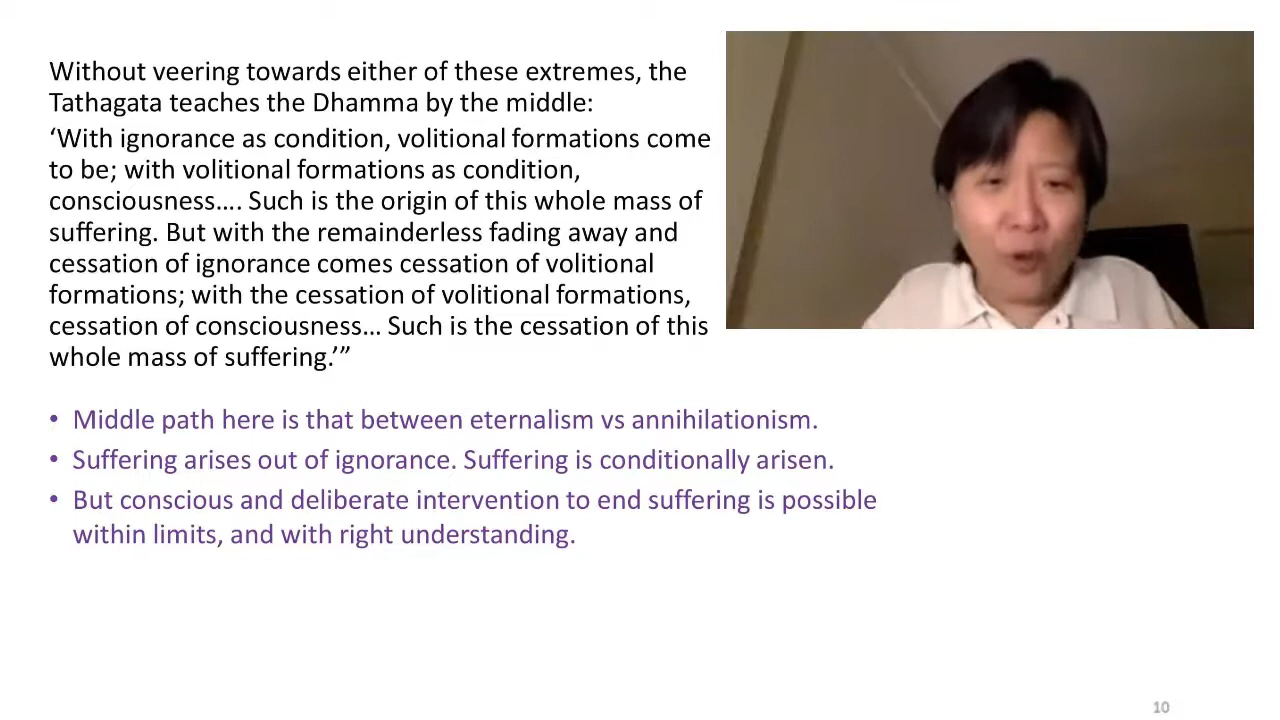 Without veering towards either of these extremes, the
Tathagata teaches the Dhamma by the middle:
‘With ignorance as condition, volitional formations come
to be; with volitional formations as condition,
consciousness…. Such is the origin of this whole mass of
suffering. But with the remainderless fading away and
cessation of ignorance comes cessation of volitional
formations; with the cessation of volitional formations,
cessation of consciousness… Such is the cessation of this
whole mass of suffering.’”
• Middle path here is that between eternalism vs annihilationism.
• Suffering arises out of ignorance. Suffering is conditionally arisen.
• But conscious and deliberate intervention to end suffering is possible
within limits, and with right understanding.
10